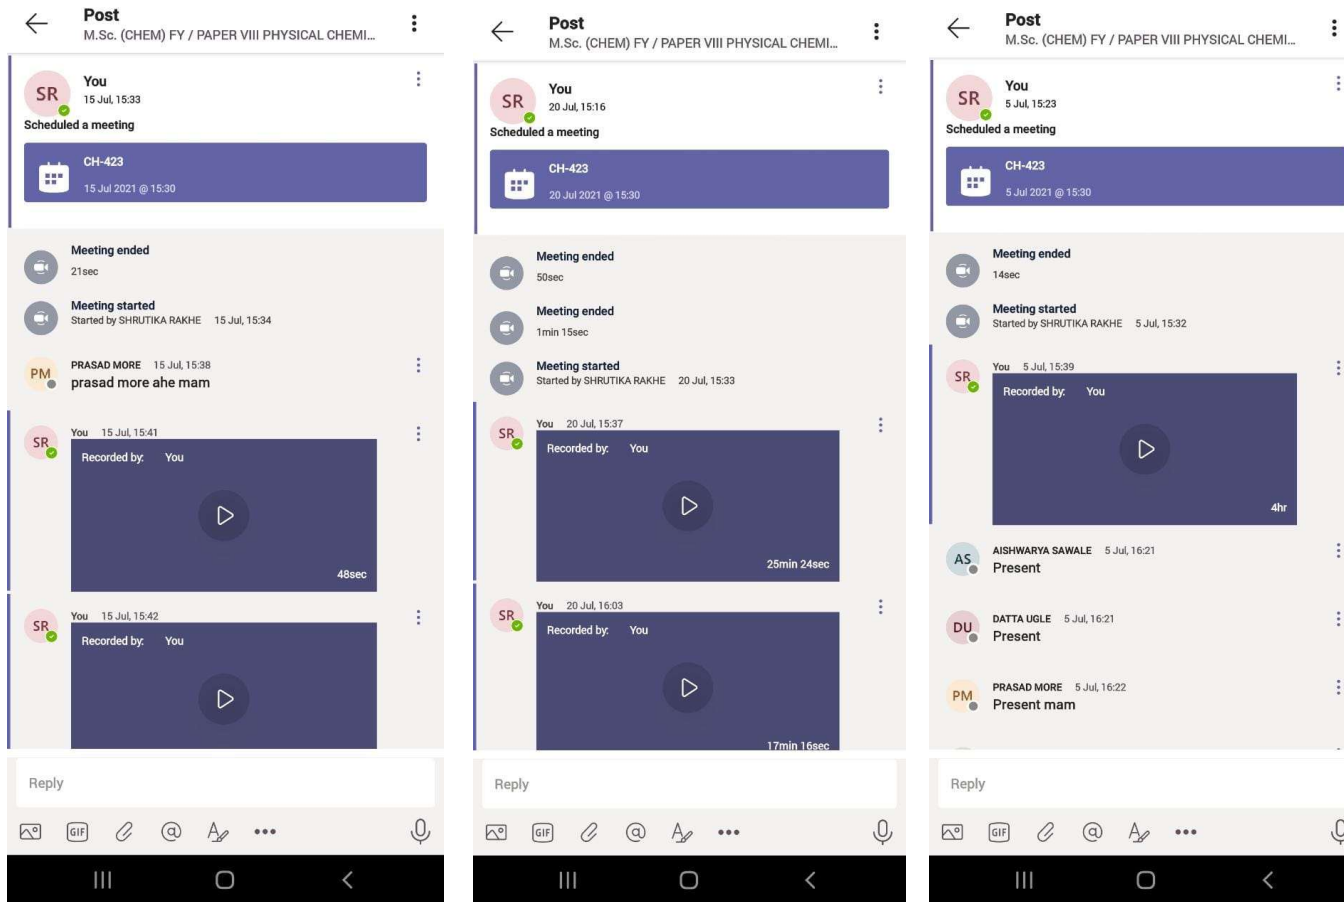 Post
M.Sc. (CHEM) FY / PAPER VIII PHYSICAL CHEMI...
SR
You
15 Jul, 15:33
Scheduled a meeting
CH-423
15 Jul 2021 @ 15:30
Meeting ended
21sec
Meeting started
Started by SHRUTIKA RAKHE 15 Jul, 15:34
PM
PRASAD MORE 15 Jul, 15:38
prasad more ahe mam
SR
You 15 Jul, 15:41
Recorded by: You
48sec
SR
You 15 Jul, 15:42
Recorded by: You
Reply
GIF
Post
M.Sc. (CHEM) FY / PAPER VIII PHYSICAL CHEMI...
SR
You
20 Jul, 15:16
Scheduled a meeting
CH-423
20 Jul 2021 @ 15:30
Meeting ended
50sec
Meeting ended
1min 15sec
Meeting started
Started by SHRUTIKA RAKHE 20 Jul, 15:33
SR
You 20 Jul, 15:37
Recorded by: You
25min 24sec
SR
You 20 Jul, 16:03
Recorded by: You
17min 16sec
Reply
GIF
Post
M.Sc. (CHEM) FY / PAPER VIII PHYSICAL CHEMI...
SR
You
5 Jul, 15:23
Scheduled a meeting
CH-423
5 Jul 2021 @ 15:30
Meeting ended
14sec
Meeting started
Started by SHRUTIKA RAKHE 5 Jul, 15:32
SR
You 5 Jul, 15:39
Recorded by: You
4hr
AS
AISHWARYA SAWALE 5 Jul, 16:21
Present
DU
DATTA UGLE 5 Jul, 16:21
Present
PM
PRASAD MORE 5 Jul, 16:22
Present mam
Reply
GIF